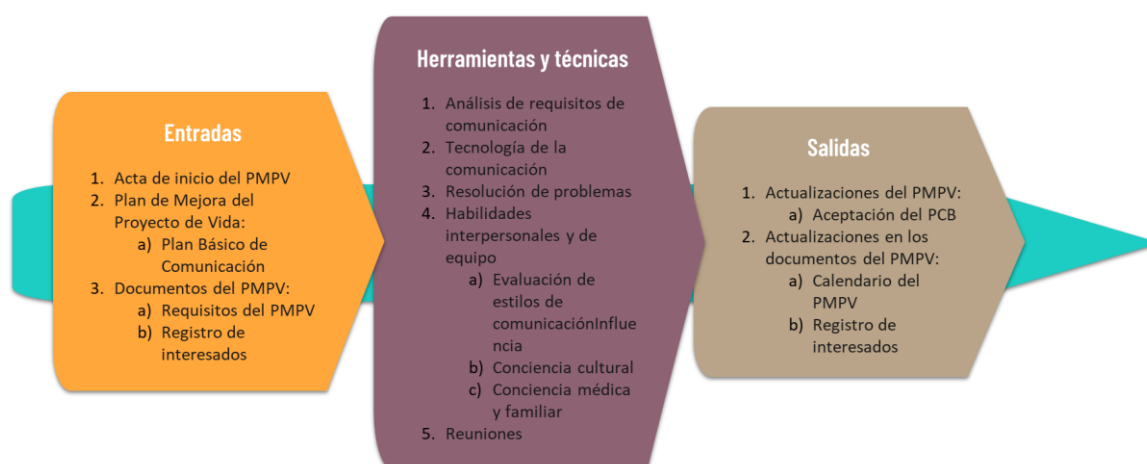 Entradas
1. Acta de inicio del PMPV
2. Plan de Mejora del
Proyecto de Vida:
a) Plan Básico de
Comunicación
3. Documentos del PMPV:
a) Requisitos del PMPV
b) Registro de
interesados
Herramientas y técnicas
1. Análisis de requisitos de
comunicación
2. Tecnología de la
comunicación
3. Resolución de problemas
4. Habilidades
interpersonales y de
equipo
a) Evaluación de
estilos de
comunicaciónInflue
ncia
b) Conciencia cultural
c) Conciencia médica
y familiar
5. Reuniones
Salidas
1. Actualizaciones del PMPV:
a) Aceptación del PCB
2. Actualizaciones en los
documentos del PMPV:
a) Calendario del
PMPV
b) Registro de
interesados